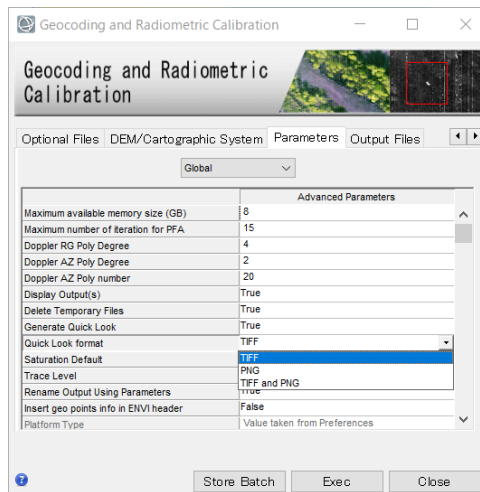 Geocoding and Radiometric Calibration
Geocoding and Radiometric
Calibration
Optional Files DEM/Cartographic System Parameters Output Files
Global
Advanced Parameters
Maximum available memory size (GB) 8
Maximum number of iteration for PFA 15
Doppler RG Poly Degree 4
Doppler AZ Poly Degree 2
Doppler AZ Poly number 20
Display Output(s) True
Delete Temporary Files True
Generate Quick Look True
Quick Look format TIFF
Saturation Default TIFF
Trace Level PNG
TIFF and PNG
Rename Output Using Parameters True
Insert geo points info in ENVI header False
Platform Type Value taken from Preferences
Store Batch Exec Close